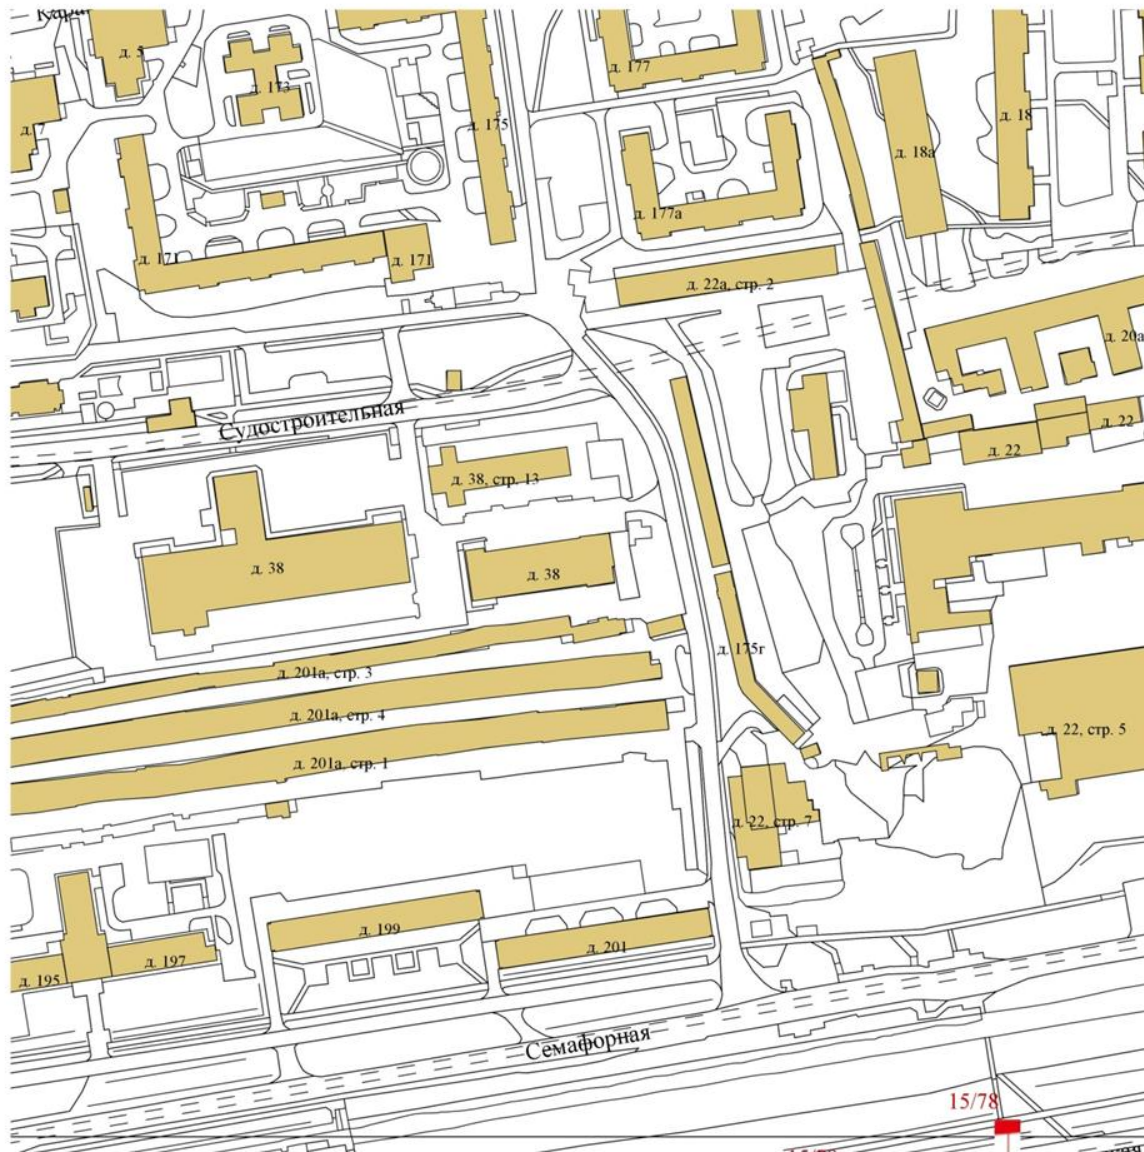 д. 5
д. 173
д. 7
д. 175
д. 177
д. 18
д. 18а
д. 177а
д. 171
д. 171
д. 22а, стр. 2
д. 20а
Судостроительная
д. 22
д. 22
д. 38, стр. 13
д. 38
д. 38
д. 175г
д. 201а, стр. 3
д. 201а, стр. 4
д. 201а, стр. 1
д. 22, стр. 5
д. 22, стр. 7
д. 199
д. 201
д. 197
д. 195
Семафорная
15/78